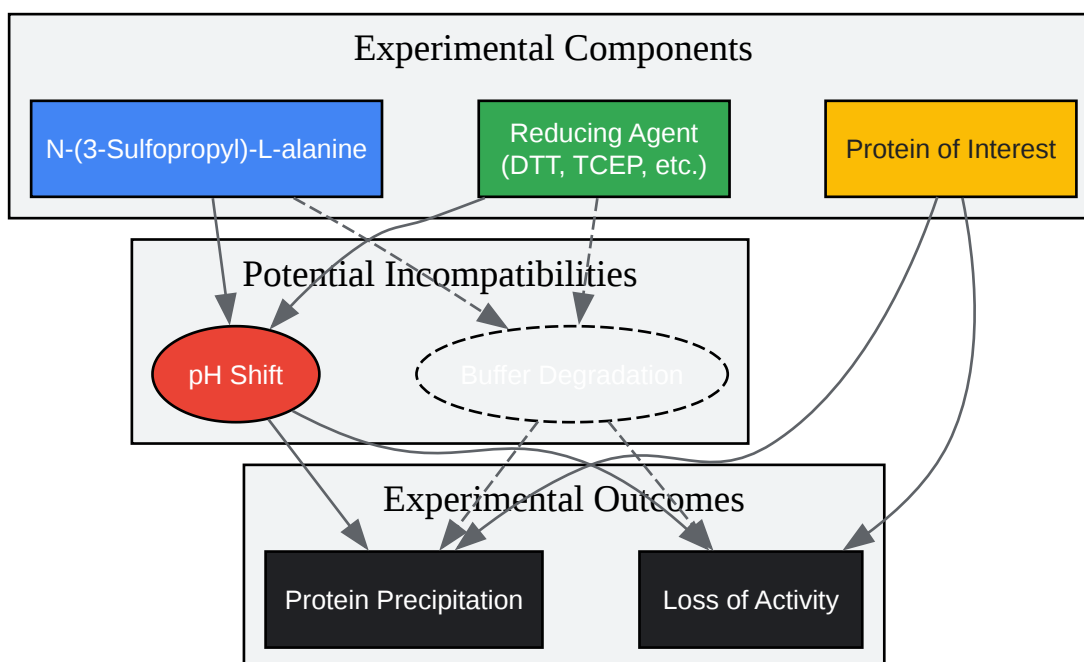 Experimental Components
N-(3-Sulfopropyl)-L-alanine
Reducing Agent
(DTT, TCEP, etc.)
Protein of Interest
Potential Incompatibilities
pH Shift
Buffer Degradation
Experimental Outcomes
Protein Precipitation
Loss of Activity